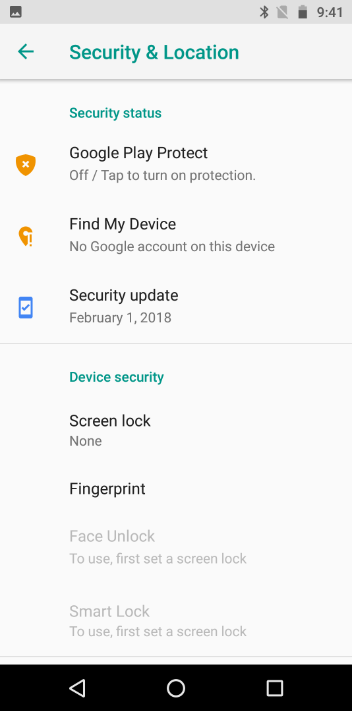 9:41
Security & Location
Security status
Google Play Protect
Off / Tap to turn on protection.
Find My Device
No Google account on this device
Security update
February 1, 2018
Device security
Screen lock
None
Fingerprint
Face Unlock
To use, first set a screen lock
Smart Lock
To use, first set a screen lock